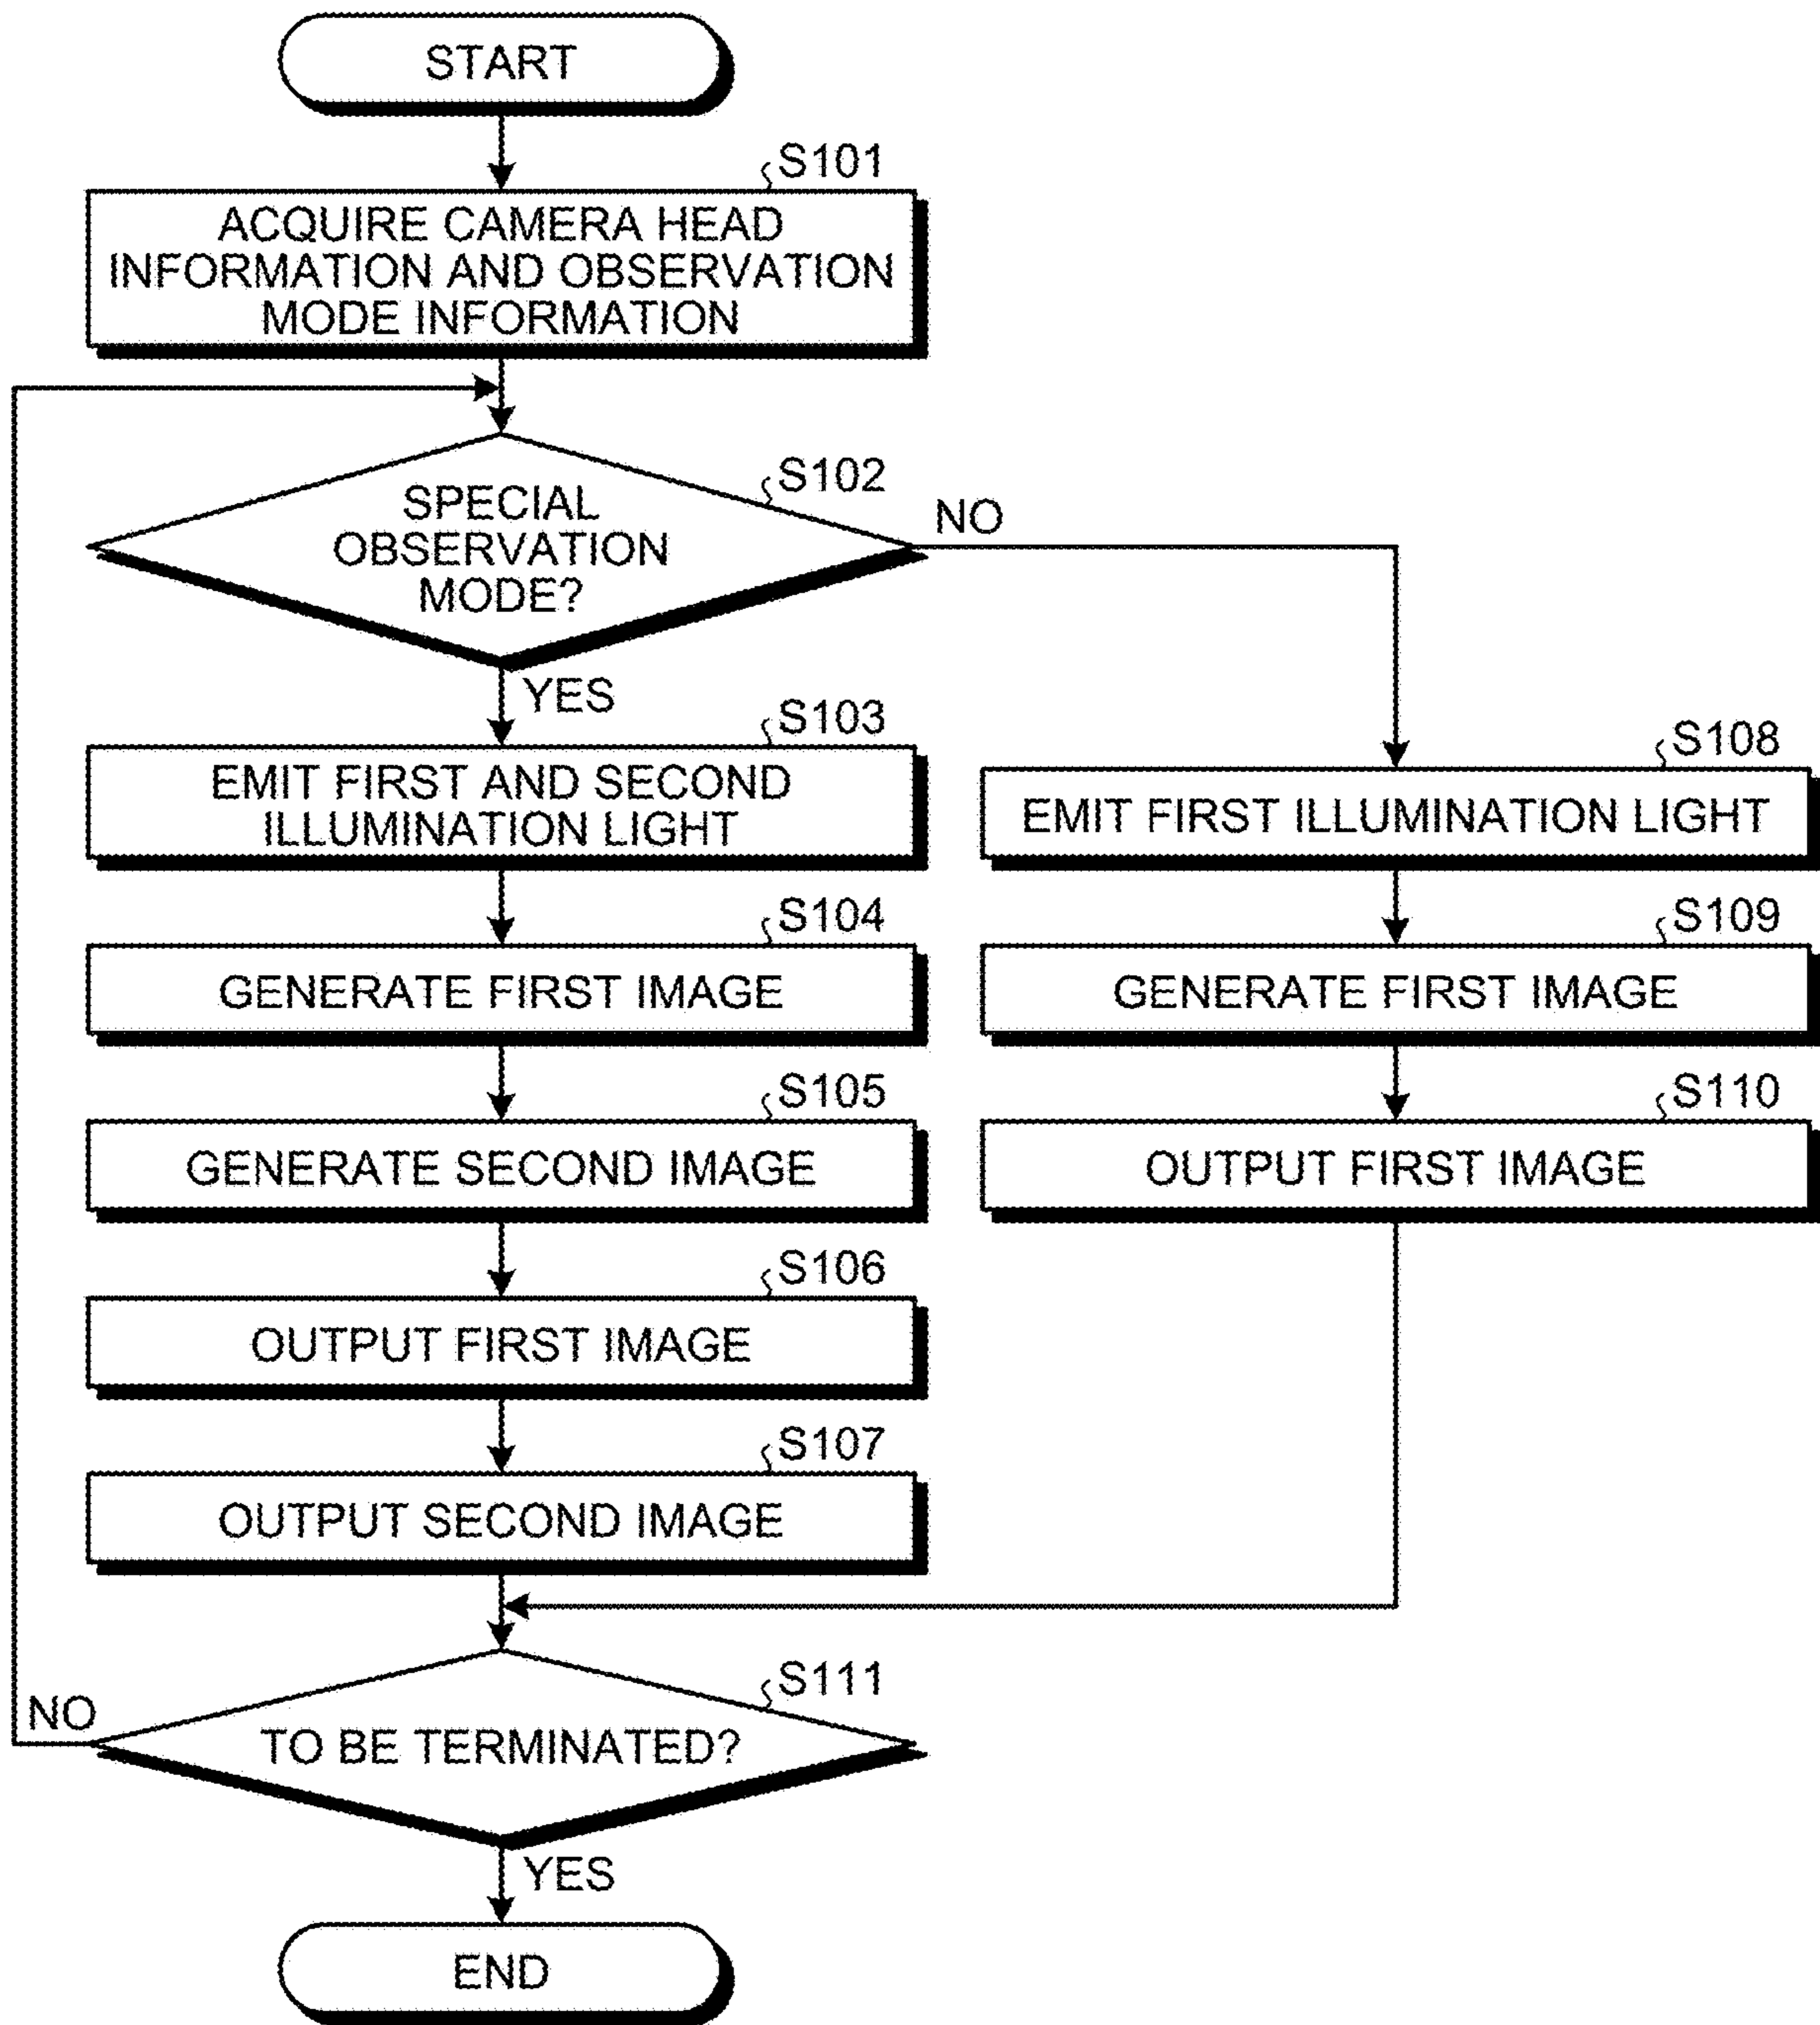 START
S101
ACQUIRE CAMERA HEAD
INFORMATION AND OBSERVATION
MODE INFORMATION
S102
SPECIAL
OBSERVATION
MODE?
NO
YES
S103
EMIT FIRST AND SECOND
ILLUMINATION LIGHT
S104
GENERATE FIRST IMAGE
S105
GENERATE SECOND IMAGE
S106
OUTPUT FIRST IMAGE
S107
OUTPUT SECOND IMAGE
S108
EMIT FIRST ILLUMINATION LIGHT
S109
GENERATE FIRST IMAGE
S110
OUTPUT FIRST IMAGE
S111
NO
TO BE TERMINATED?
YES
END